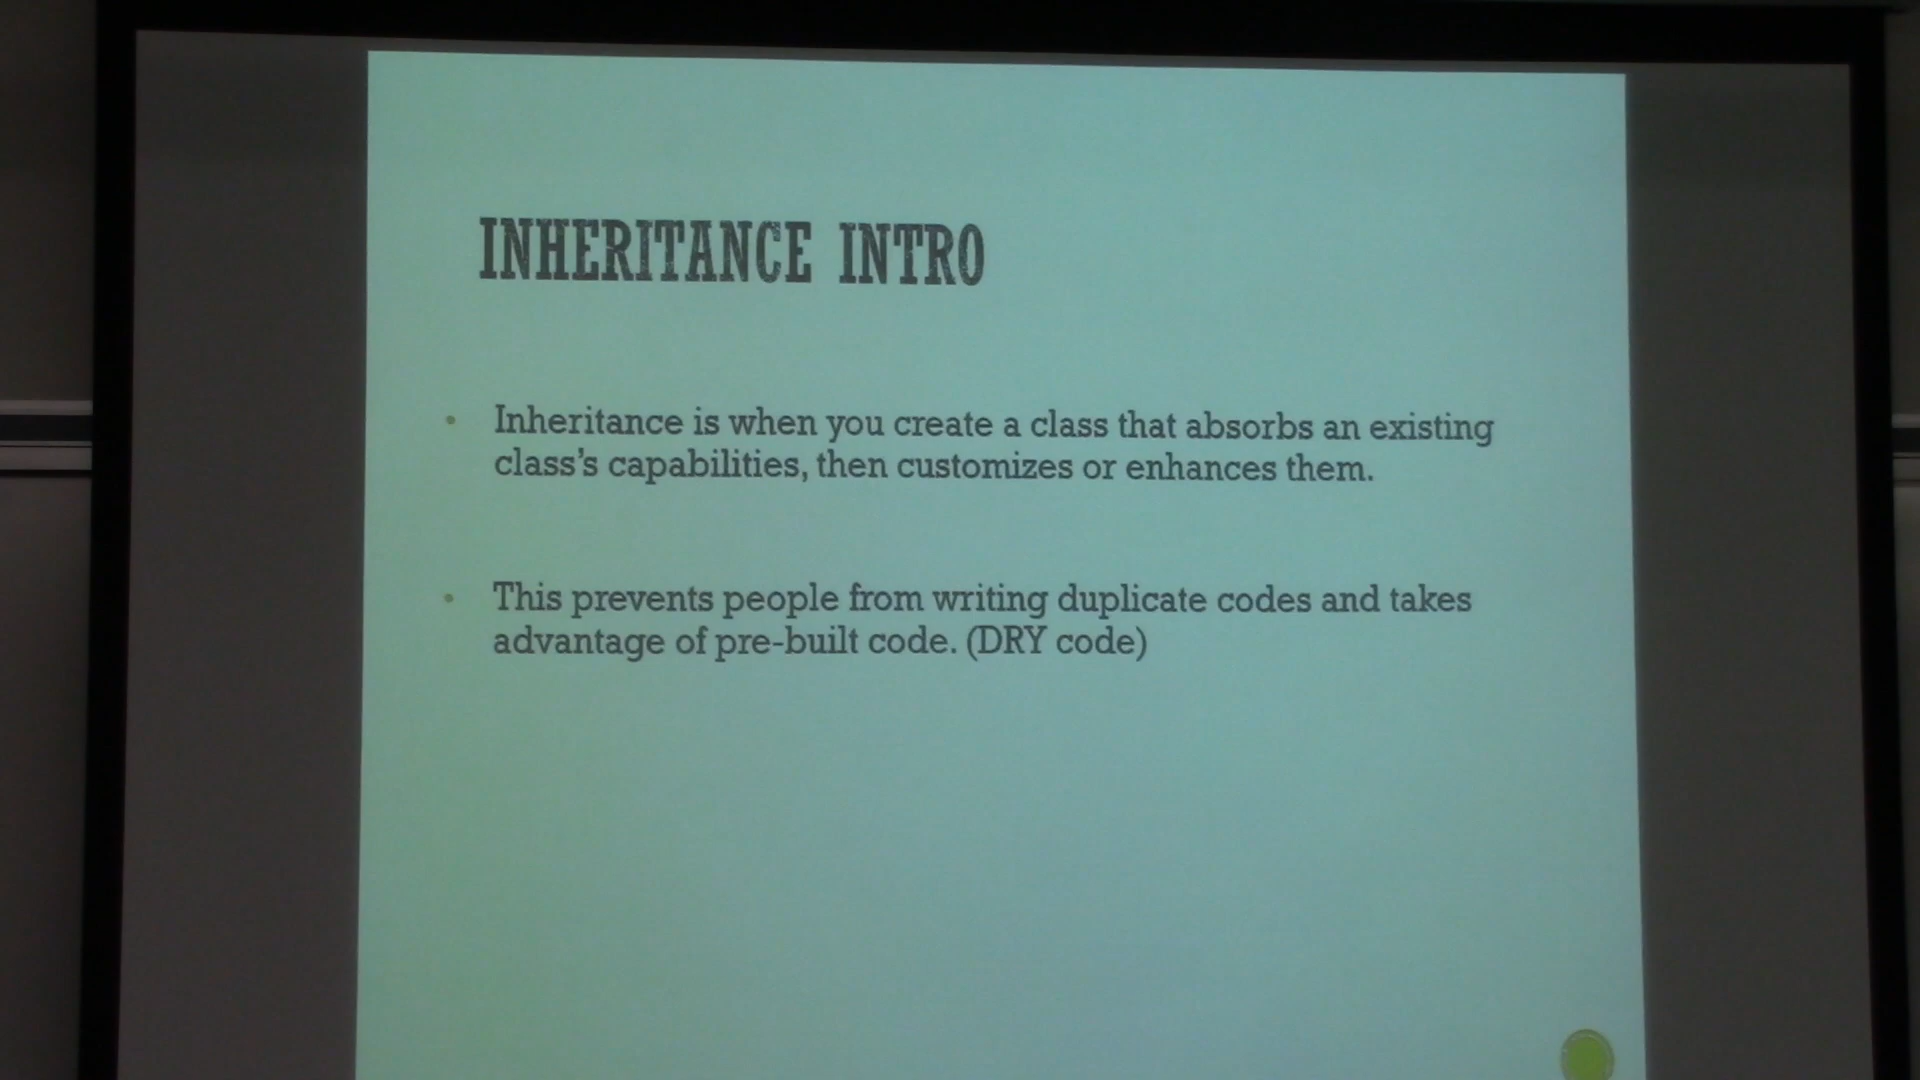 INHERITANCE INTRO
• Inheritance is when you create a class that absorbs an existing
class's capabilities, then customizes or enhances them.
• This prevents people from writing duplicate codes and takes
advantage of pre-built code. (DRY code)